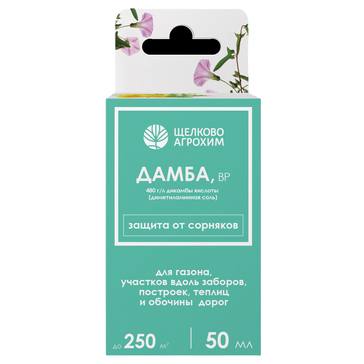 ЩЕЛКОВО
АГРОХИМ
ДАМБА, ВР
480 г/л дикамбы кислоты
(диметиламинная соль)
защита от сорняков
для газона,
участков вдоль заборов,
построек, теплиц
и обочины дорог
до 250 м² 50 мл